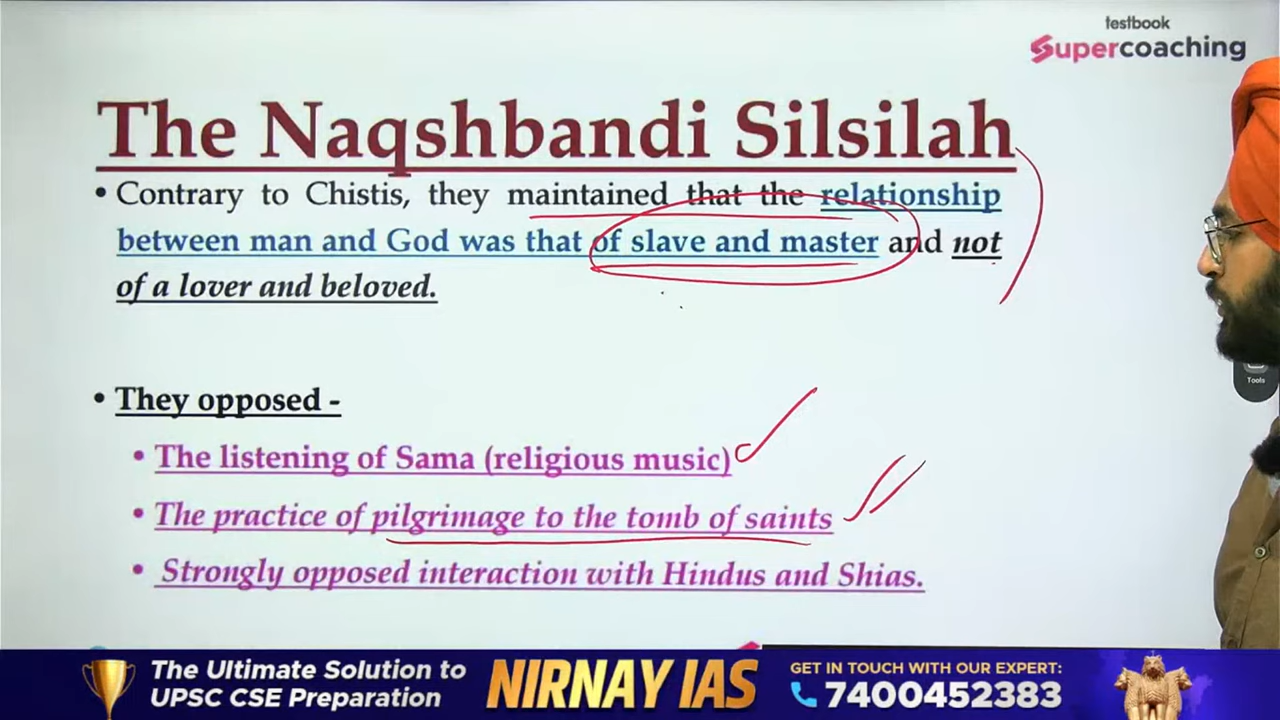 testbook
Supercoaching
The Naqshbandi Silsilah
• Contrary to Chistis, they maintained that the relationship
between man and God was that of slave and master and not
of a lover and beloved.
• They opposed -
• The listening of Sama (religious music)
• The practice of pilgrimage to the tomb of saints
• Strongly opposed interaction with Hindus and Shias.
Tools
The Ultimate Solution to
UPSC CSE Preparation
NIRNAY IAS
GET IN TOUCH WITH OUR EXPERT:
7400452383